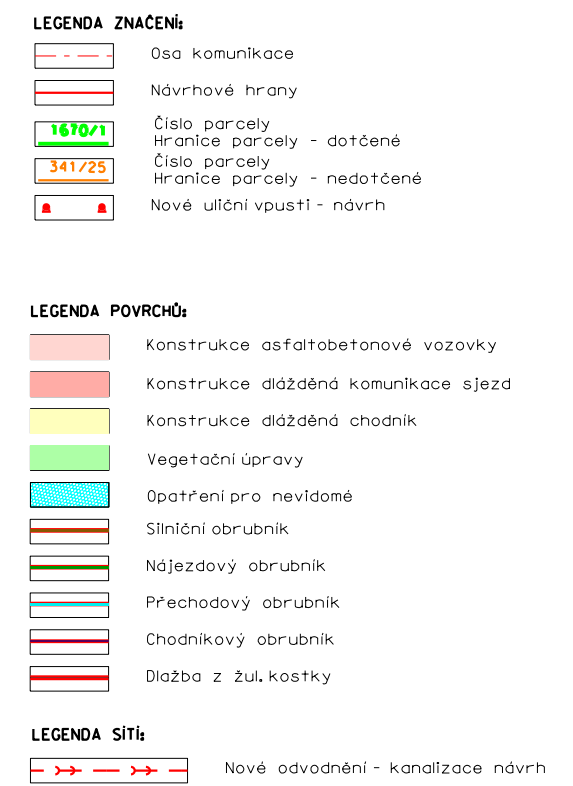 LEGENDA ZNAČENÍ:
Osa komunikace
Návrhové hrany
1670/1
Číslo parcely
Hranice parcely - dotčené
341/25
Číslo parcely
Hranice parcely - nedotčené
Nové uliční vpusti - návrh
LEGENDA POVRCHŮ:
Konstrukce asfaltobetonové vozovky
Konstrukce dlážděná komunikace sjezd
Konstrukce dlážděná chodník
Vegetační úpravy
Opatření pro nevidomé
Silniční obrubník
Nájezdový obrubník
Přechodový obrubník
Chodníkový obrubník
Dlažba z žul. kostky
LEGENDA SÍTÍ:
Nové odvodnění - kanalizace návrh